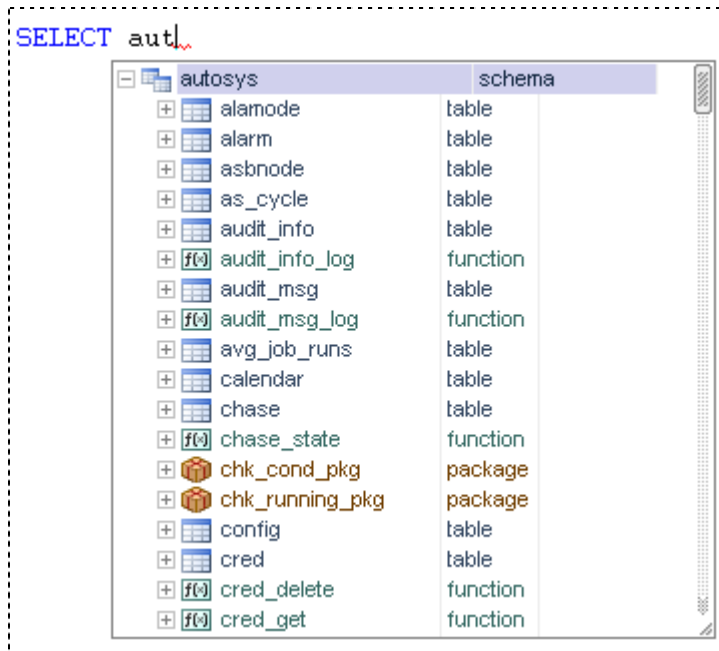 SELECT aut
autosys schema
alamode table
alarm table
asbnode table
as_cycle table
audit_info table
f(x) audit_info_log function
audit_msg table
f(x) audit_msg_log function
avg_job_runs table
calendar table
chase table
f(x) chase_state function
chk_cond_pkg package
chk_running_pkg package
config table
cred table
f(x) cred_delete function
f(x) cred_get function